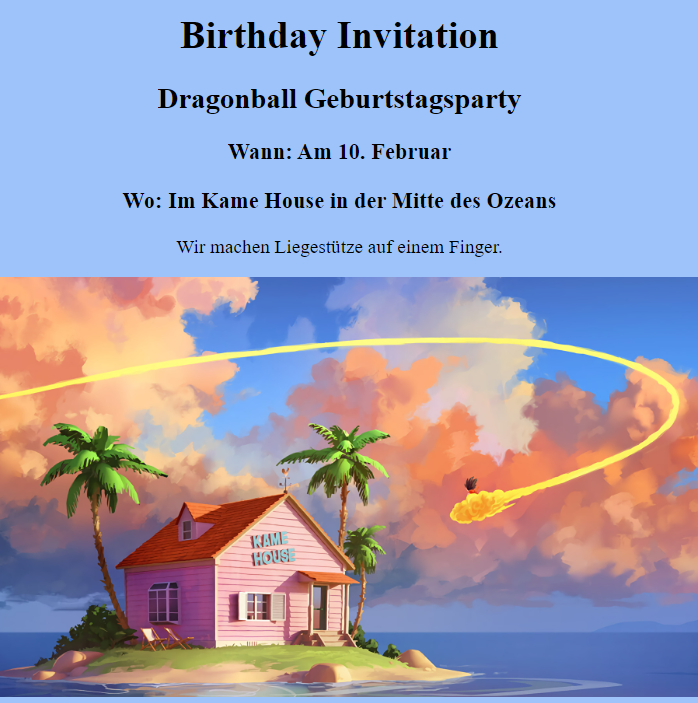 Birthday Invitation
Dragonball Geburtstagsparty
Wann: Am 10. Februar
Wo: Im Kame House in der Mitte des Ozeans
Wir machen Liegestütze auf einem Finger.
KAME
HOUSE